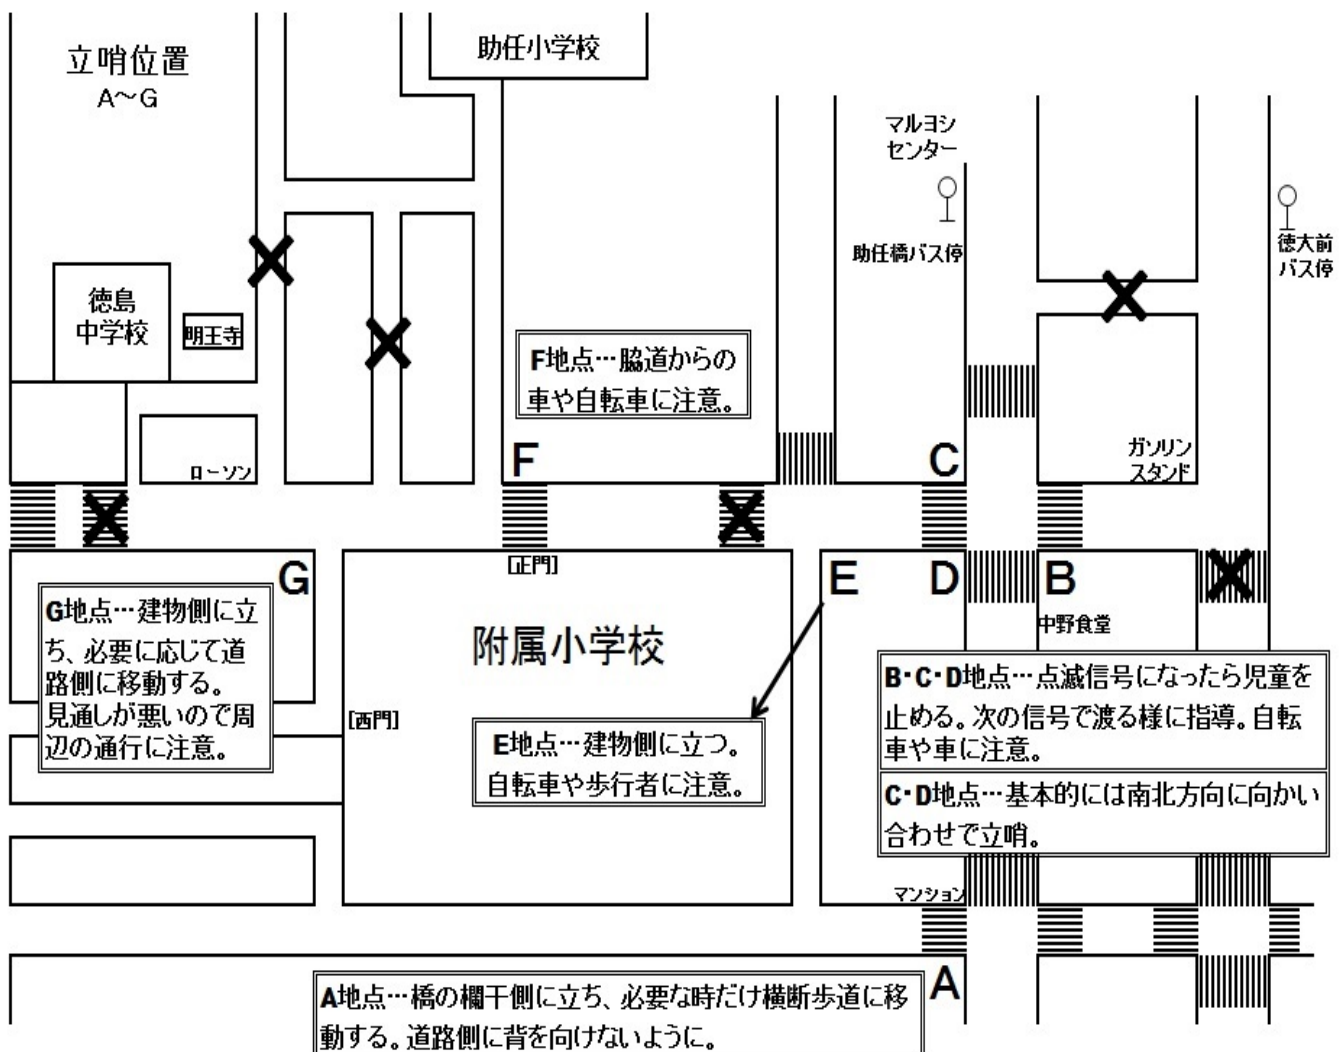 立哨位置
A～G
助任小学校
マルヨシ
センター
助任橋バス停
徳大前
バス停
徳島
中学校
明王寺
F地点…脇道からの
車や自転車に注意。
ローソン
F
C
ガソリン
スタンド
[正門]
G
E
D
B
中野食堂
G地点…建物側に立
ち、必要に応じて道
路側に移動する。
見通しが悪いので周
辺の通行に注意。
附属小学校
[西門]
E地点…建物側に立つ。
自転車や歩行者に注意。
B・C・D地点…点滅信号になったら児童を
止める。次の信号で渡る様に指導。自転
車や車に注意。
C・D地点…基本的には南北方向に向かい
合わせで立哨。
マンション
A
A地点…橋の欄干側に立ち、必要な時だけ横断歩道に移
動する。道路側に背を向けないように。